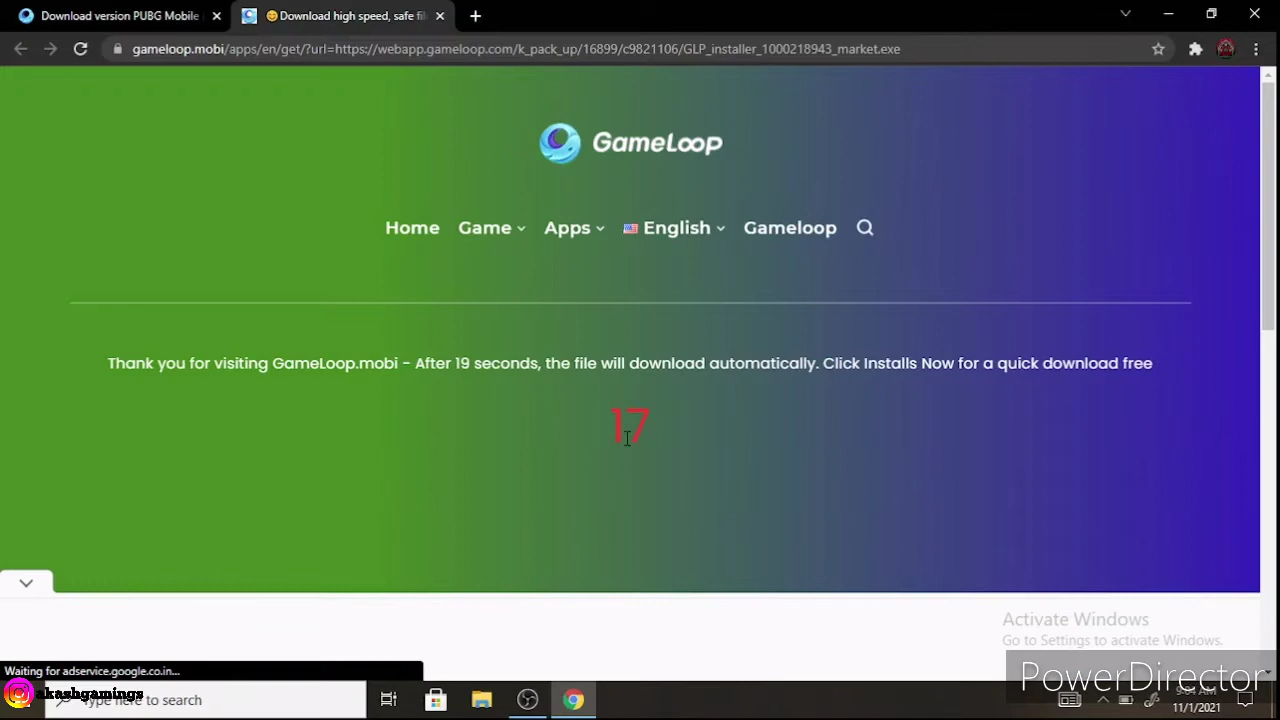 Download version PUBG Mobile
😊Download high speed, safe fil
gameloop.mobi/apps/en/get/?url=https://webapp.gameloop.com/k_pack_up/16899/c9821106/GLP_installer_1000218943_market.exe
GameLoop
Home Game Apps English Gameloop
Thank you for visiting GameLoop.mobi - After 19 seconds, the file will download automatically. Click Installs Now for a quick download free
17
Activate Windows
Go to Settings to activate Windows.
Waiting for adservice.google.co.in...
PowerDirector
akashgamings
Type here to search
11/1/2021